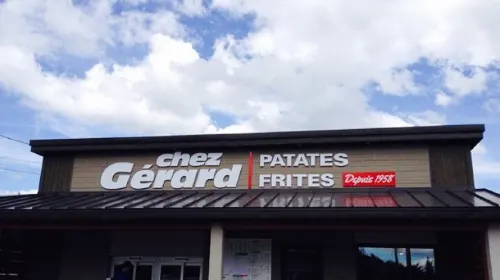 chez
Gérard
PATATES
FRITES
Depuis 1958